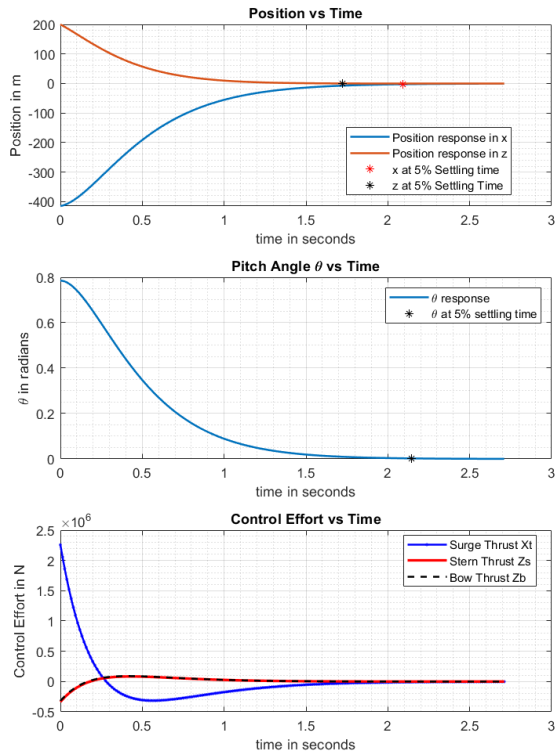 Position vs Time
200
100
0
-100
-200
-300
-400
Position in m
Position response in x
Position response in z
x at 5% Settling time
z at 5% Settling Time
0
0.5
1
1.5
2
2.5
3
time in seconds
Pitch Angle θ vs Time
0.8
0.6
0.4
0.2
0
θ in radians
θ response
θ at 5% settling time
0
0.5
1
1.5
2
2.5
3
time in seconds
Control Effort vs Time
×10⁶
2.5
2
1.5
1
0.5
0
-0.5
Control Effort in N
Surge Thrust Xt
Stern Thrust Zs
Bow Thrust Zb
0
0.5
1
1.5
2
2.5
3
time in seconds